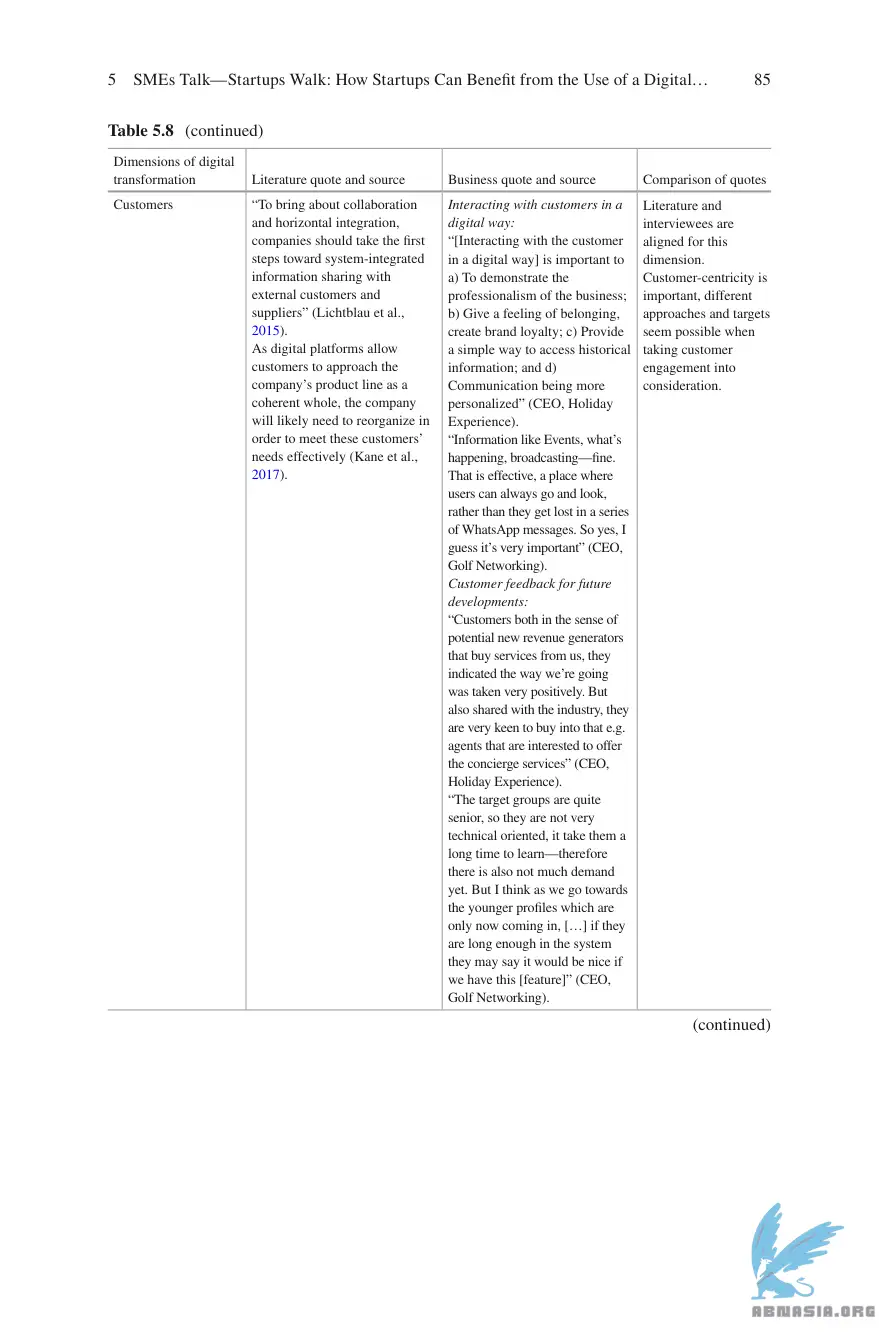 5 SMEs Talk—Startups Walk: How Startups Can Benefit from the Use of a Digital… 85
Table 5.8 (continued)
Dimensions of digital
transformation
Literature quote and source
Business quote and source
Comparison of quotes
Customers
“To bring about collaboration
and horizontal integration,
companies should take the first
steps toward system-integrated
information sharing with
external customers and
suppliers” (Lichtblau et al.,
2015).
As digital platforms allow
customers to approach the
company’s product line as a
coherent whole, the company
will likely need to reorganize in
order to meet these customers’
needs effectively (Kane et al.,
2017).
Interacting with customers in a
digital way:
“[Interacting with the customer
in a digital way] is important to
a) To demonstrate the
professionalism of the business;
b) Give a feeling of belonging,
create brand loyalty; c) Provide
a simple way to access historical
information; and d)
Communication being more
personalized” (CEO, Holiday
Experience).
“Information like Events, what’s
happening, broadcasting—fine.
That is effective, a place where
users can always go and look,
rather than they get lost in a series
of WhatsApp messages. So yes, I
guess it’s very important” (CEO,
Golf Networking).
Customer feedback for future
developments:
“Customers both in the sense of
potential new revenue generators
that buy services from us, they
indicated the way we’re going
was taken very positively. But
also shared with the industry, they
are very keen to buy into that e.g.
agents that are interested to offer
the concierge services” (CEO,
Holiday Experience).
“The target groups are quite
senior, so they are not very
technical oriented, it take them a
long time to learn—therefore
there is also not much demand
yet. But I think as we go towards
the younger profiles which are
only now coming in, […] if they
are long enough in the system
they may say it would be nice if
we have this [feature]” (CEO,
Golf Networking).
Literature and
interviewees are
aligned for this
dimension.
Customer-centricity is
important, different
approaches and targets
seem possible when
taking customer
engagement into
consideration.
(continued)
ABNASIA.ORG